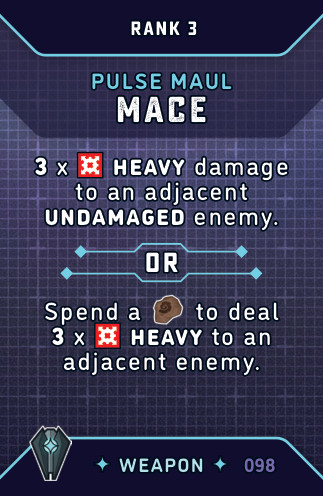 RANK 3
PULSE MAUL
MACE
3 x HEAVY damage
to an adjacent
UNDAMAGED enemy.
OR
Spend a to deal
3 x HEAVY to an
adjacent enemy.
WEAPON 098